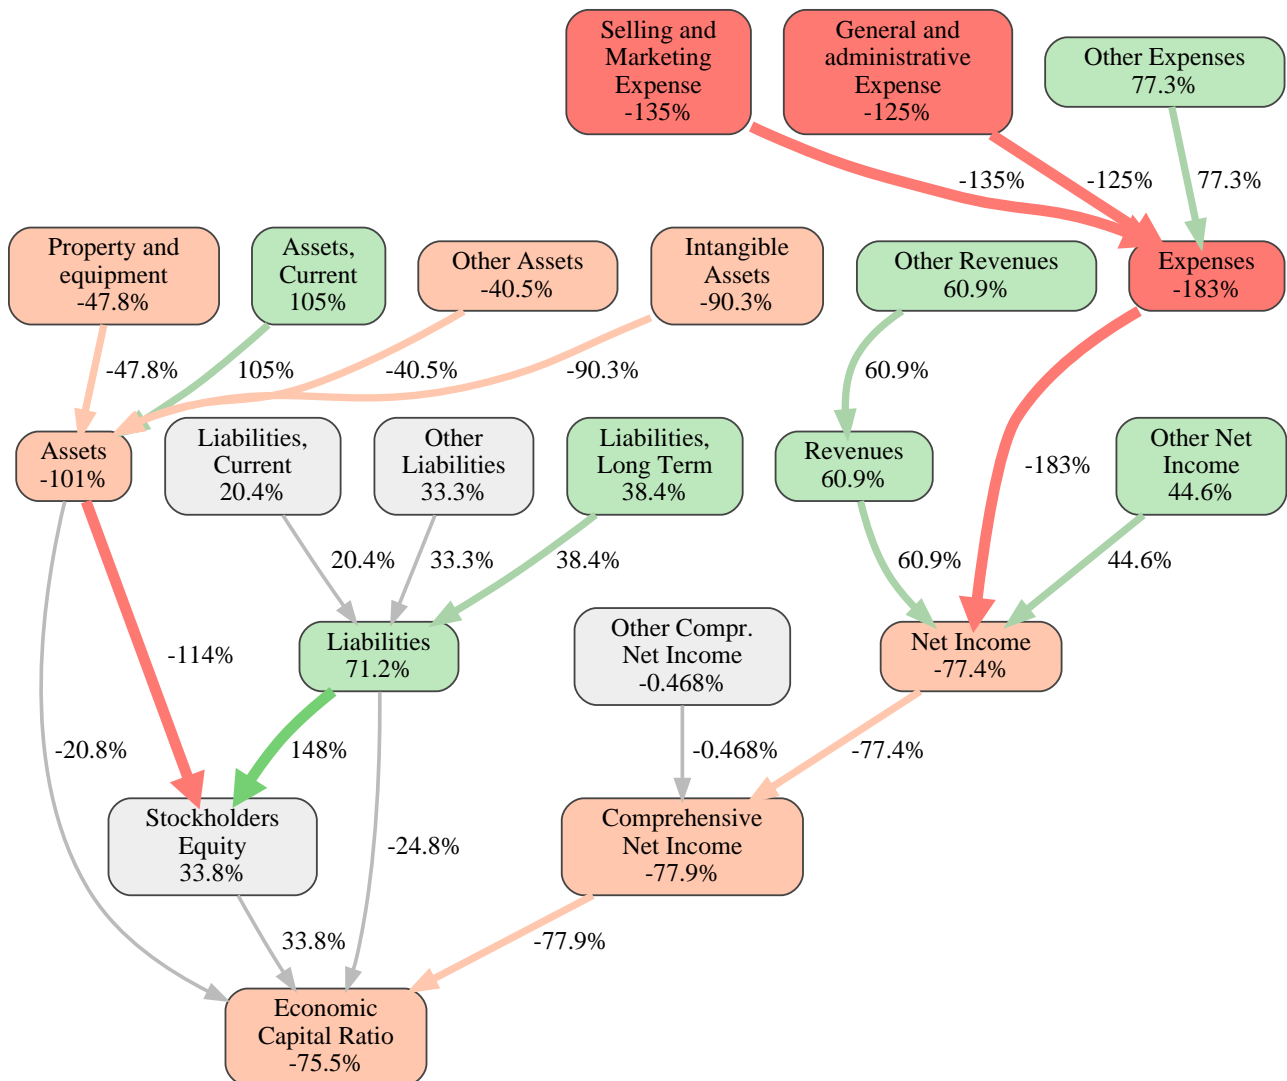 Selling and
Marketing
Expense
-135%
General and
administrative
Expense
-125%
Other Expenses
77.3%
-135%
-125%
77.3%
Property and
equipment
-47.8%
Assets,
Current
105%
Other Assets
-40.5%
Intangible
Assets
-90.3%
Other Revenues
60.9%
Expenses
-183%
-47.8%
105%
-40.5%
-90.3%
60.9%
-183%
Assets
-101%
Liabilities,
Current
20.4%
Other
Liabilities
33.3%
Liabilities,
Long Term
38.4%
Revenues
60.9%
Other Net
Income
44.6%
20.4%
33.3%
38.4%
60.9%
44.6%
-114%
Liabilities
71.2%
Other Compr.
Net Income
-0.468%
Net Income
-77.4%
-20.8%
148%
-0.468%
-77.4%
Stockholders
Equity
33.8%
-24.8%
Comprehensive
Net Income
-77.9%
33.8%
-77.9%
Economic
Capital Ratio
-75.5%